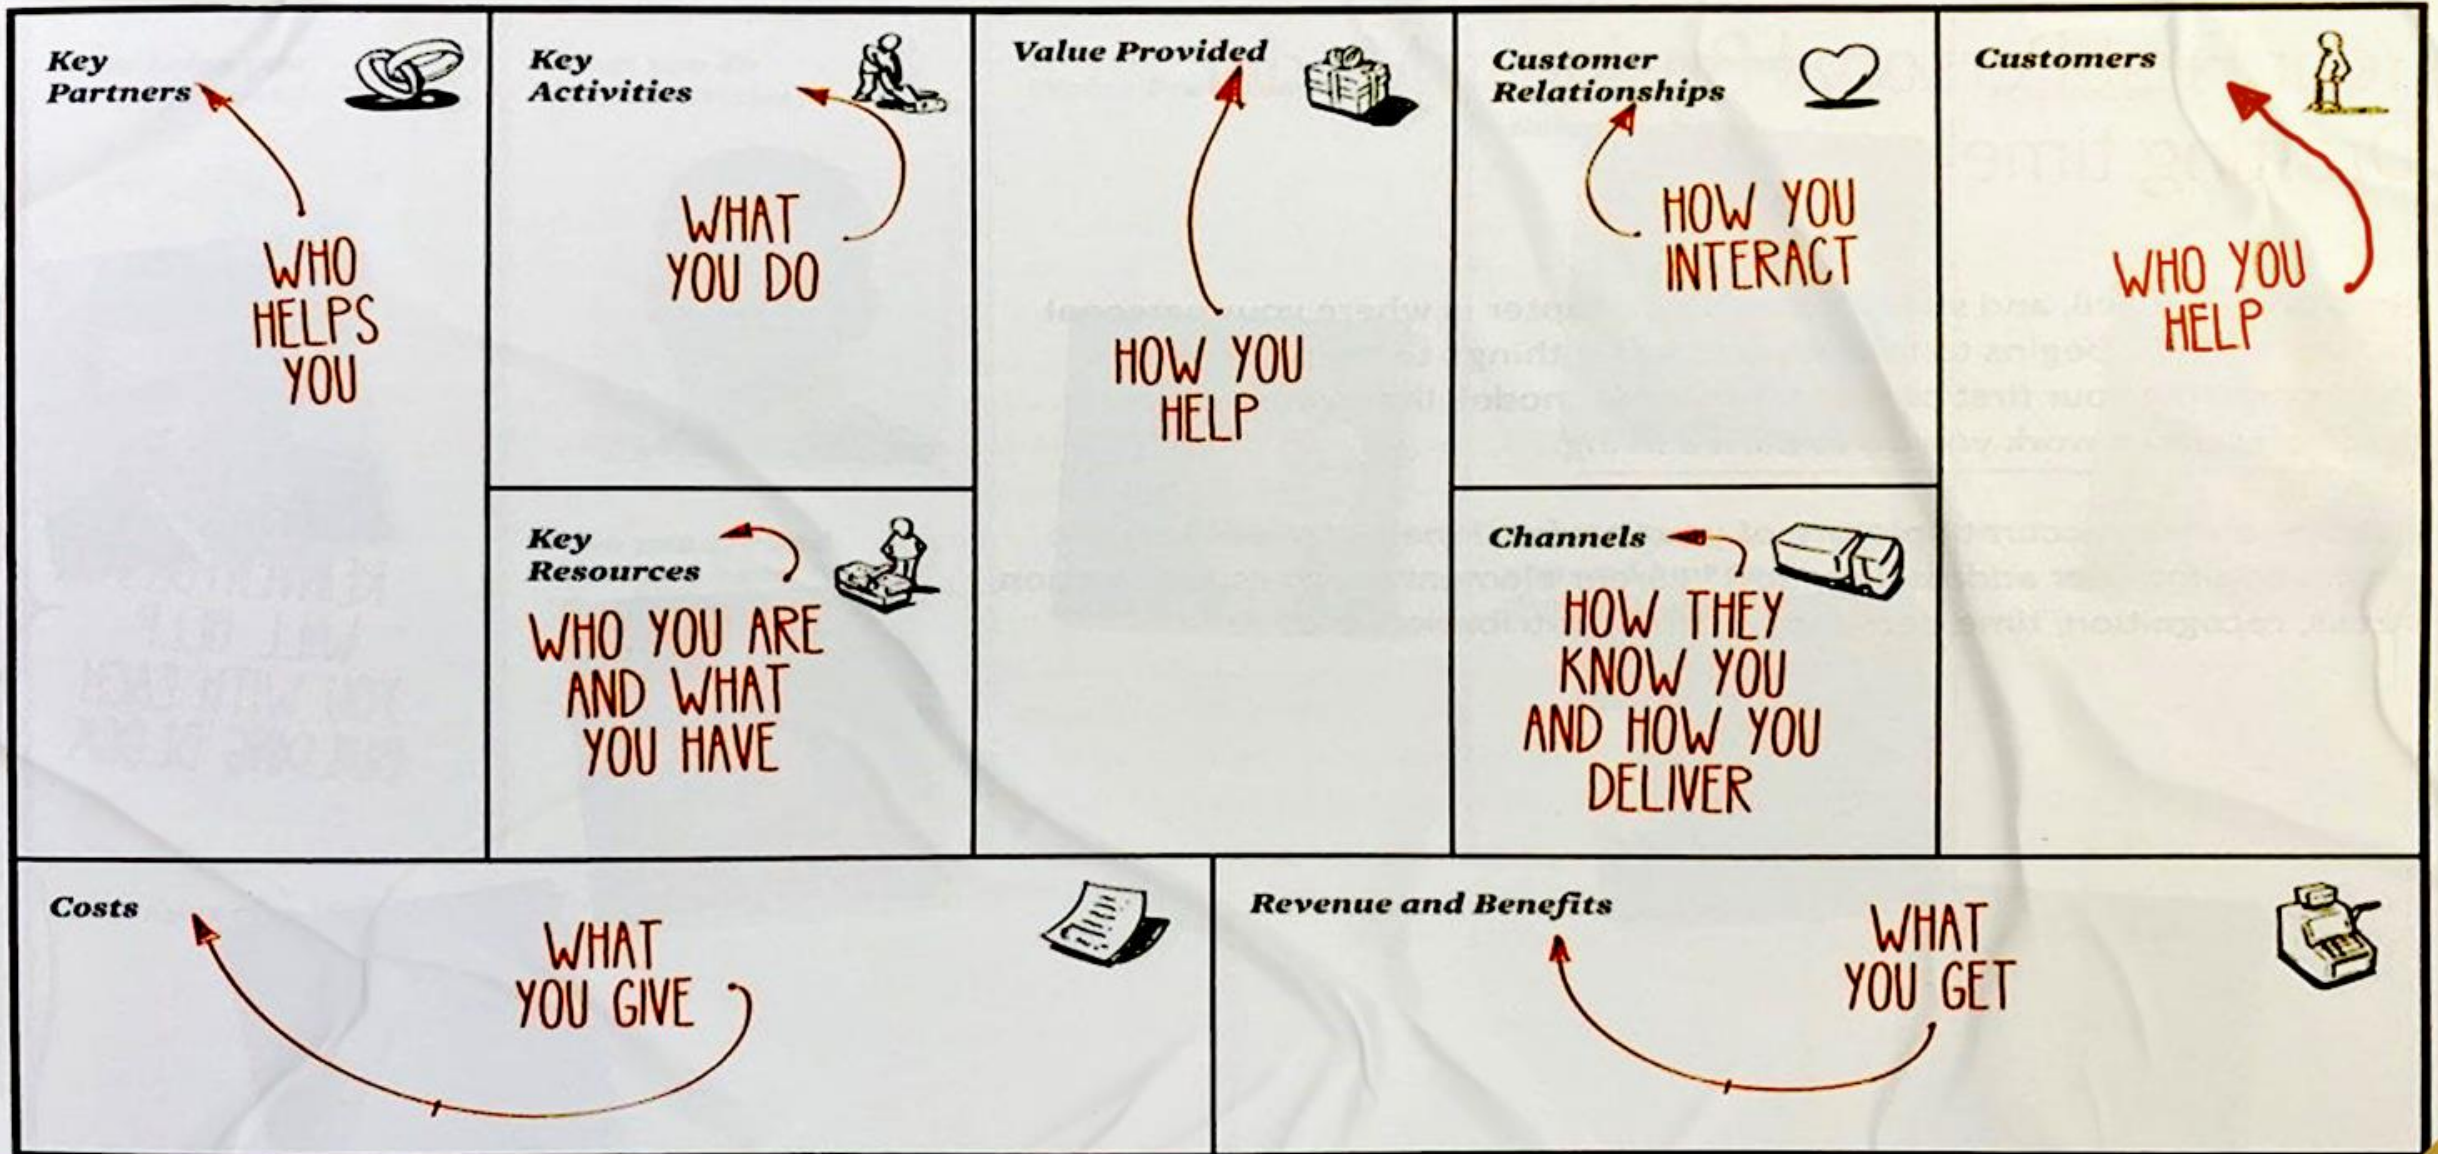 Key
Partners
WHO
HELPS
YOU
Key
Activities
WHAT
YOU DO
Key
Resources
WHO YOU ARE
AND WHAT
YOU HAVE
Value Provided
HOW YOU
HELP
Customer
Relationships
HOW YOU
INTERACT
Channels
HOW THEY
KNOW YOU
AND HOW YOU
DELIVER
Customers
WHO YOU
HELP
Costs
WHAT
YOU GIVE
Revenue and Benefits
WHAT
YOU GET